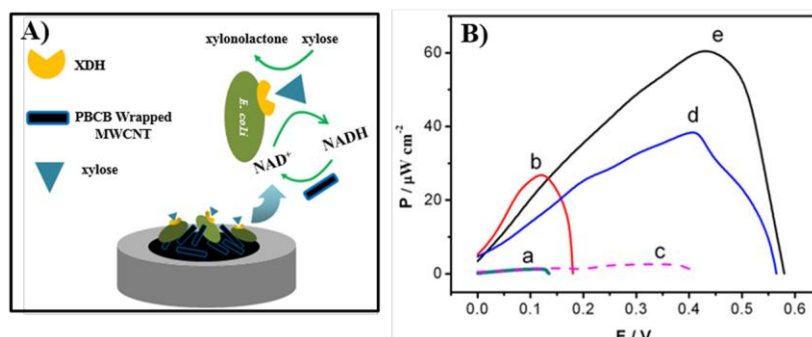 A)
XDH
PBCB Wrapped
MWCNT
xylose
xylonolactone xylose
E. coli
NAD+
NADH
B)
P / μW cm-2
60
40
20
0
a
b
c
d
e
0.0 0.1 0.2 0.3 0.4 0.5 0.6
E / V